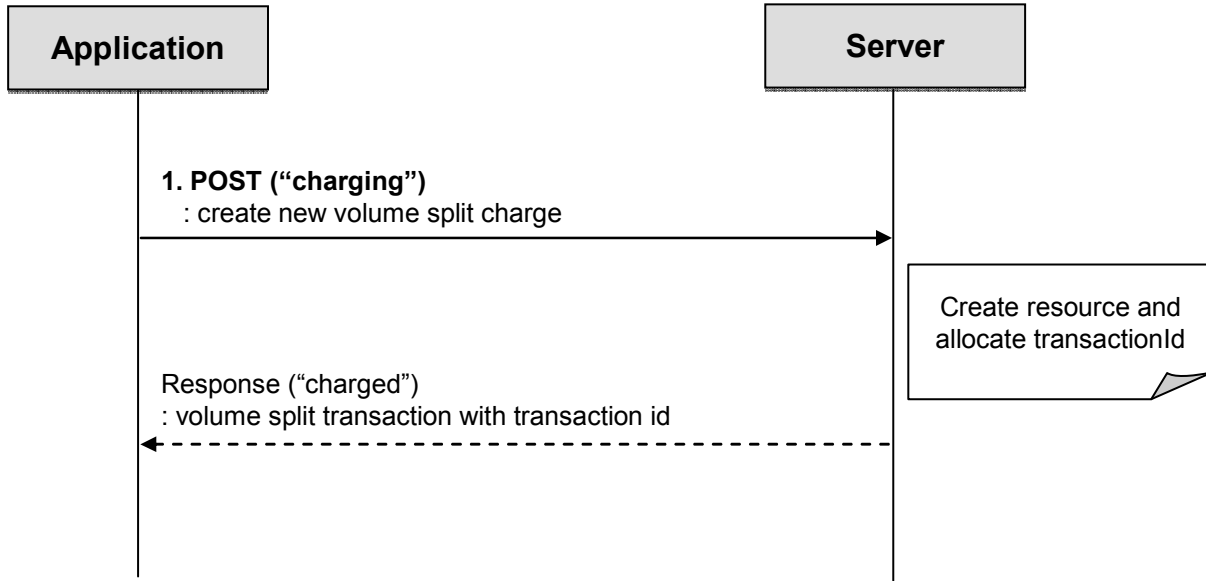 Application
Server
1. POST (“charging”)
: create new volume split charge
Create resource and
allocate transactionId
Response (“charged”)
: volume split transaction with transaction id